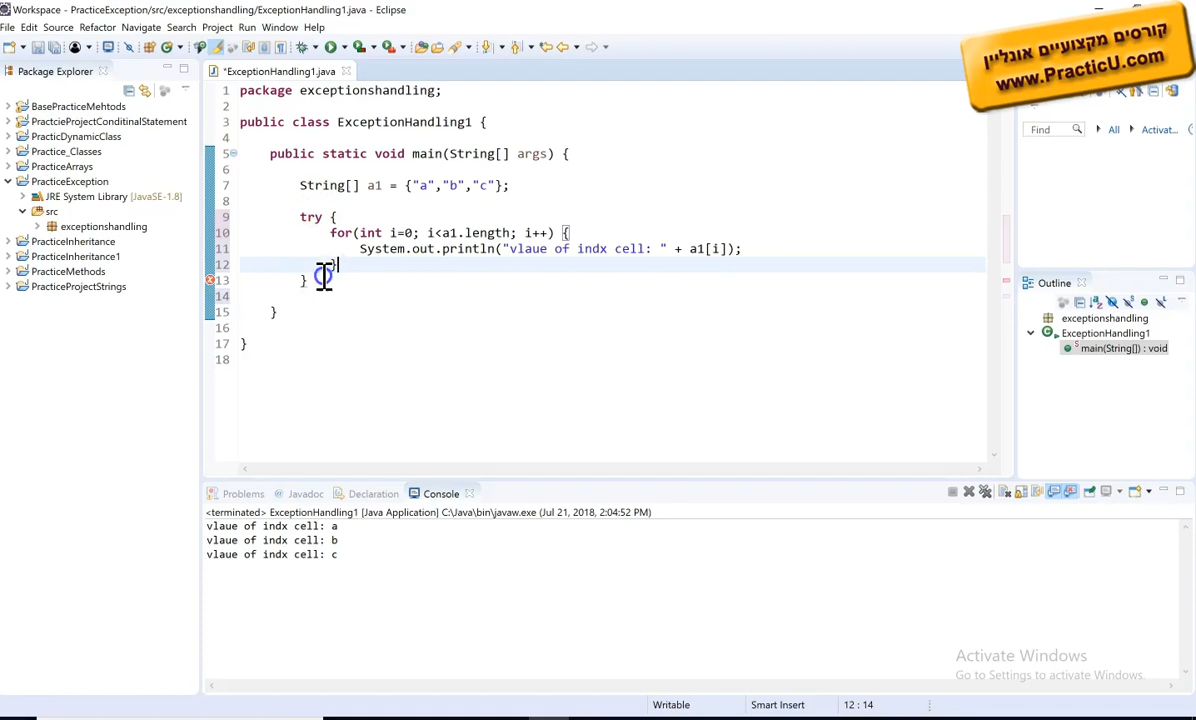 Workspace - PracticeException/src/exceptionshandling/ExceptionHandling1.java - Eclipse
File Edit Source Refactor Navigate Search Project Run Window Help
קורסים מקצועיים אונליין
www.PracticU.com
Package Explorer
BasePracticeMehtods
PractcieProjectConditinalStatement
PracticDynamicClass
Practice_Classes
PracticeArrays
PracticeException
JRE System Library [JavaSE-1.8]
src
exceptionshandling
PracticeInheritance
PracticeInheritance1
PracticeMethods
PracticeProjectStrings
*ExceptionHandling1.java
1 package exceptionshandling;
2
3 public class ExceptionHandling1 {
4
5 public static void main(String[] args) {
6
7 String[] a1 = {"a","b","c"};
8
9 try {
10 for(int i=0; i<a1.length; i++) {
11 System.out.println("vlaue of indx cell: " + a1[i]);
12 }
13 }
14
15 }
16
17 }
18
Find All Activat...
Outline
exceptionshandling
ExceptionHandling1
main(String[]) : void
Problems Javadoc Declaration Console
<terminated> ExceptionHandling1 [Java Application] C:\Java\bin\javaw.exe (Jul 21, 2018, 2:04:52 PM)
vlaue of indx cell: a
vlaue of indx cell: b
vlaue of indx cell: c
Activate Windows
Go to Settings to activate Windows.
Writable Smart Insert 12 : 14